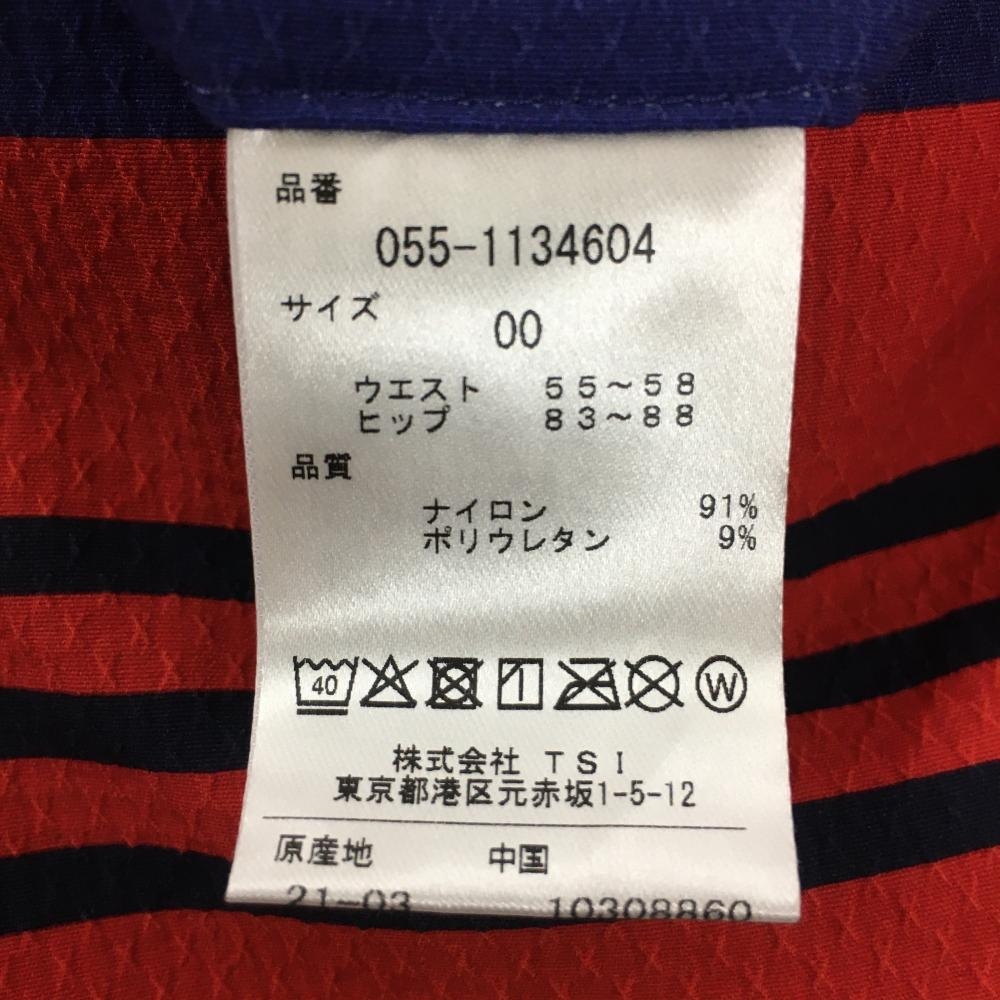 品番
055-1134604
サイズ
00
ウエスト 55～58
ヒップ 83～88
品質
ナイロン 91%
ポリウレタン 9%
40
W
株式会社 TSI
東京都港区元赤坂1-5-12
原産地 中国
21-03 10308860